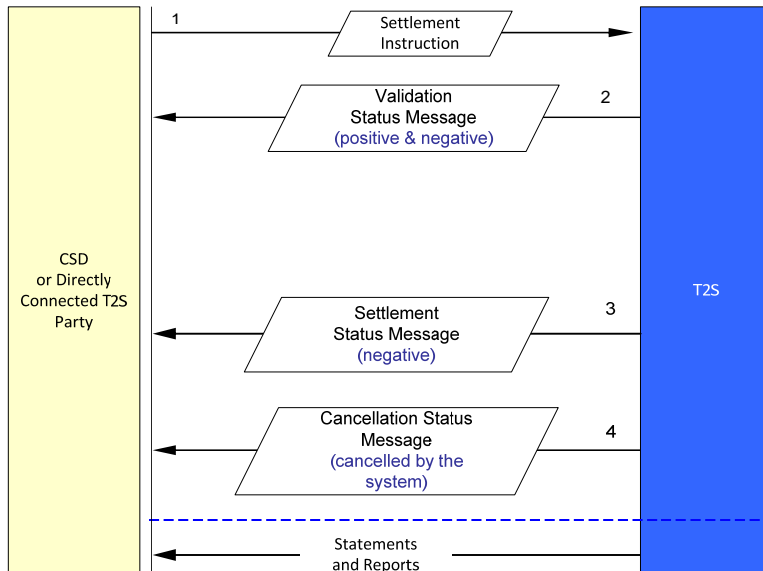 1
Settlement
Instruction
Validation
Status Message
(positive & negative)
2
CSD
or Directly
Connected T2S
Party
T2S
Settlement
Status Message
(negative)
3
Cancellation Status
Message
(cancelled by the
system)
4
Statements
and Reports